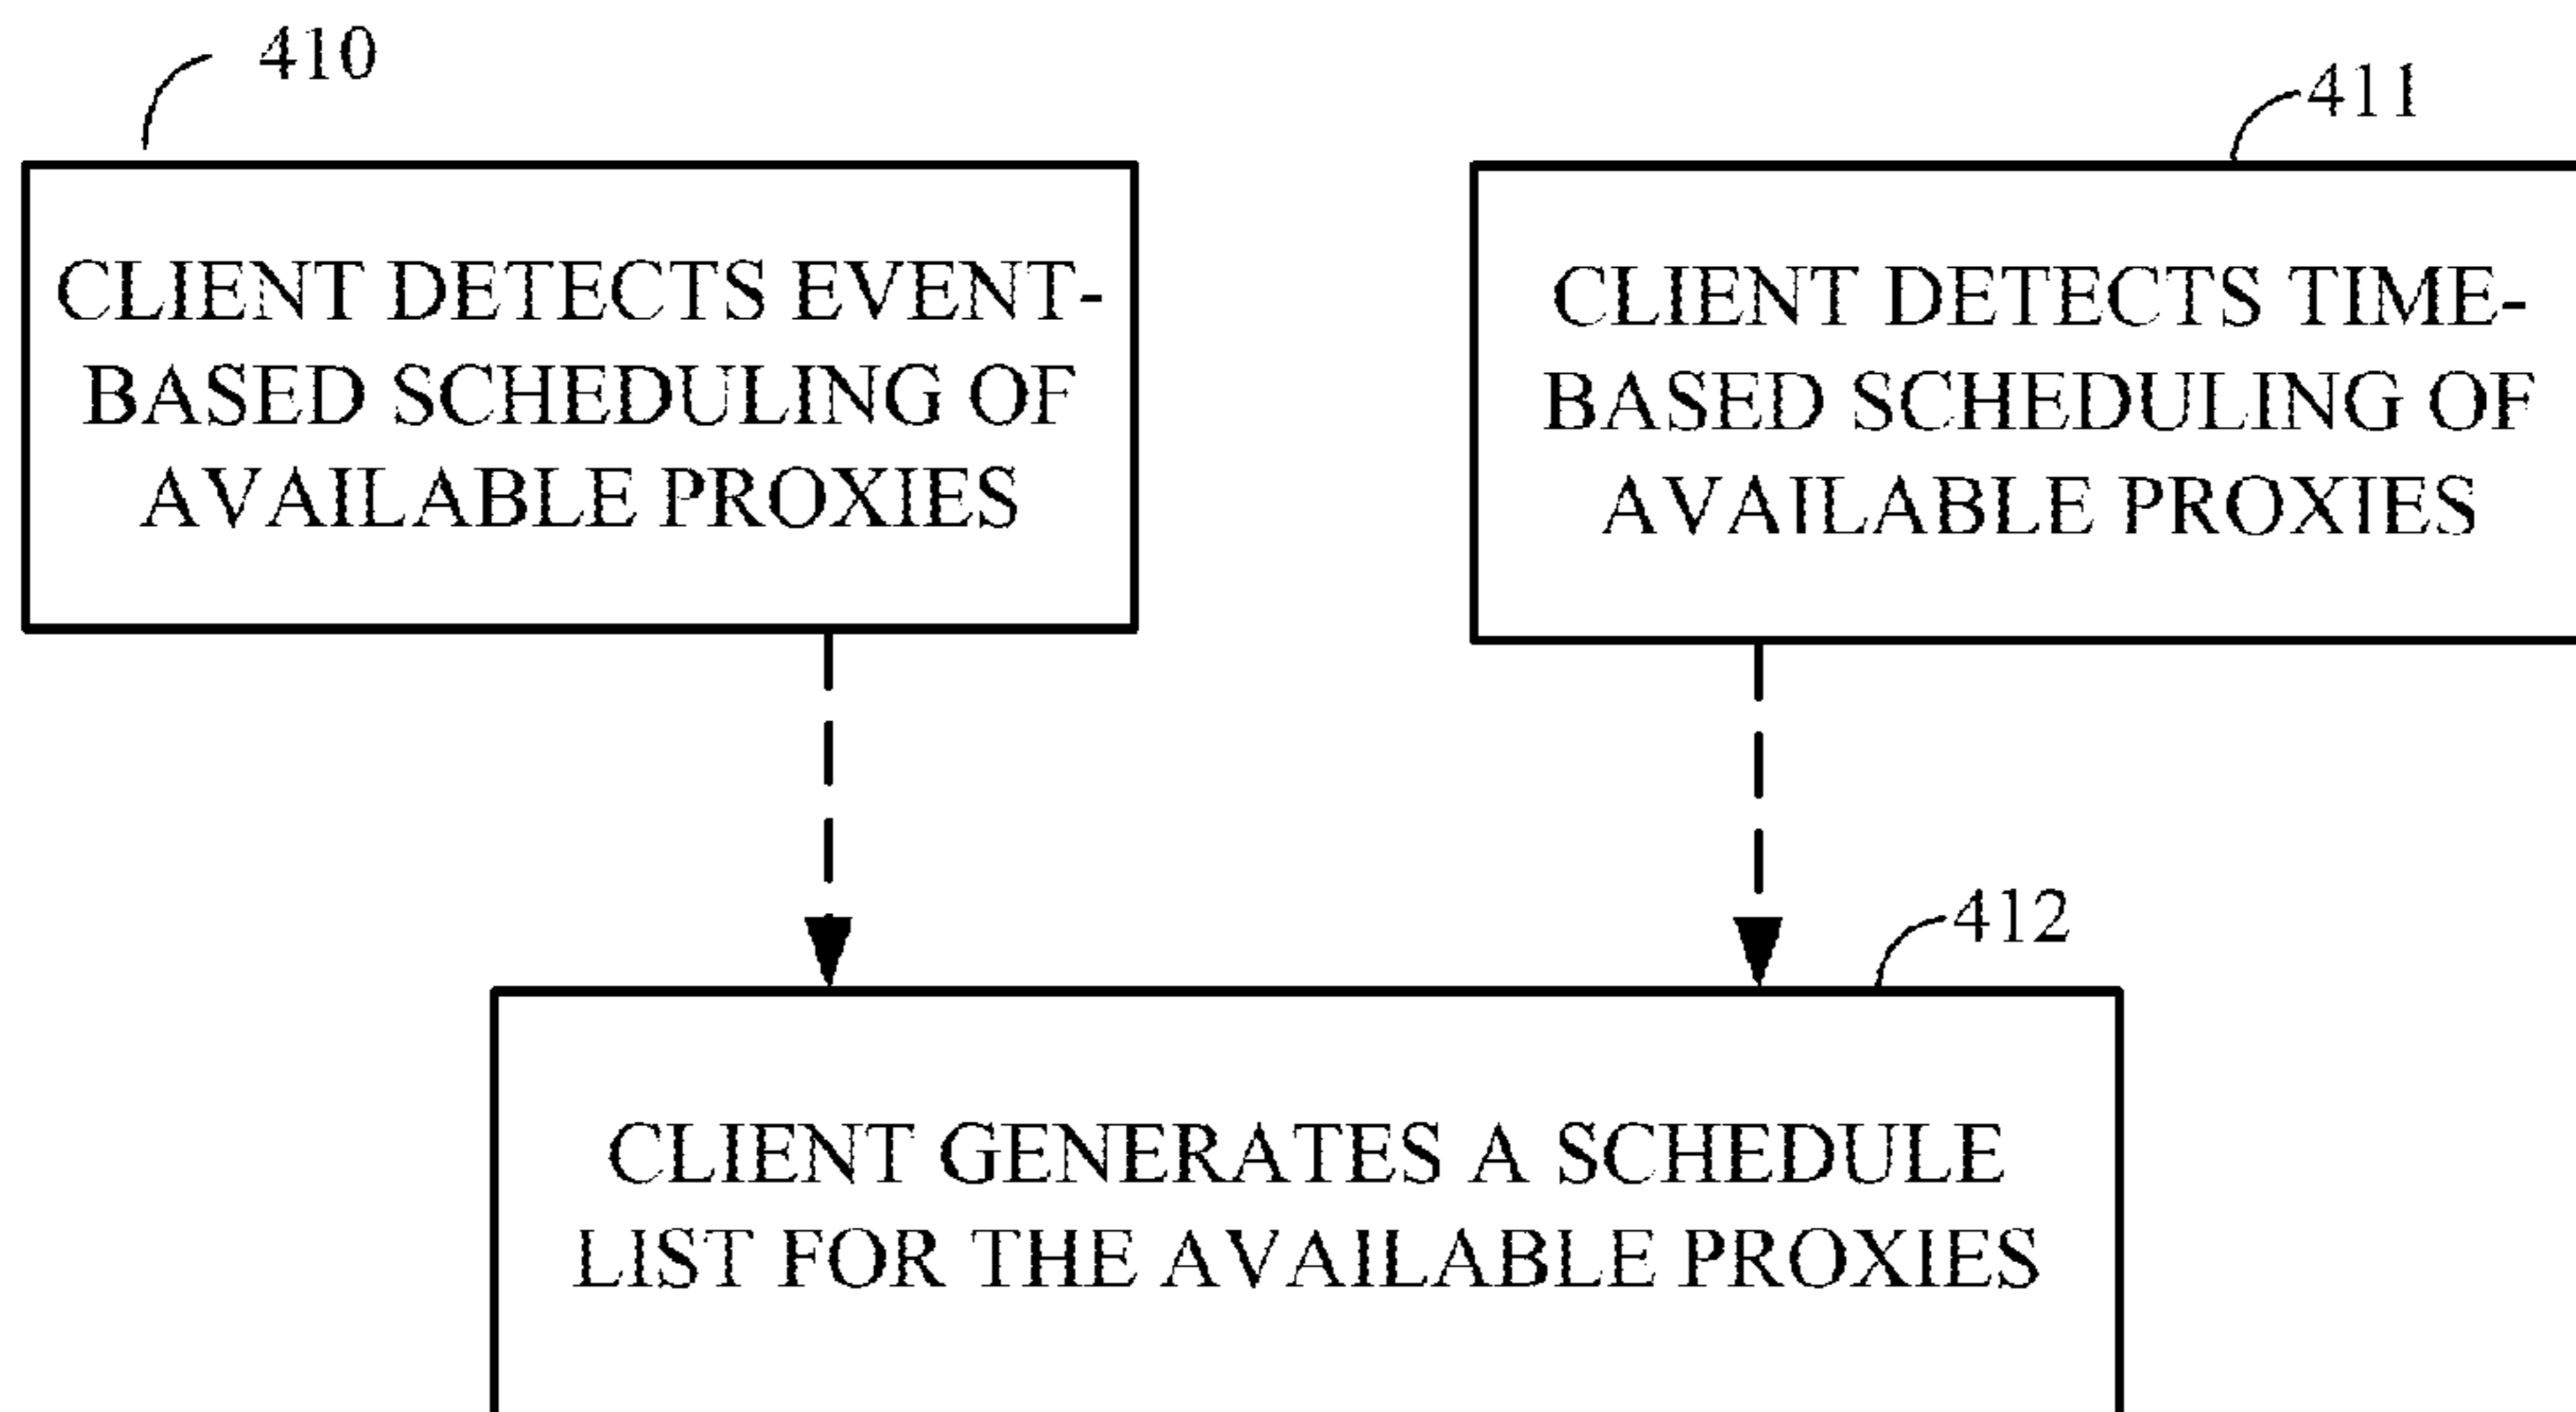 410
CLIENT DETECTS EVENT-
BASED SCHEDULING OF
AVAILABLE PROXIES
411
CLIENT DETECTS TIME-
BASED SCHEDULING OF
AVAILABLE PROXIES
412
CLIENT GENERATES A SCHEDULE
LIST FOR THE AVAILABLE PROXIES